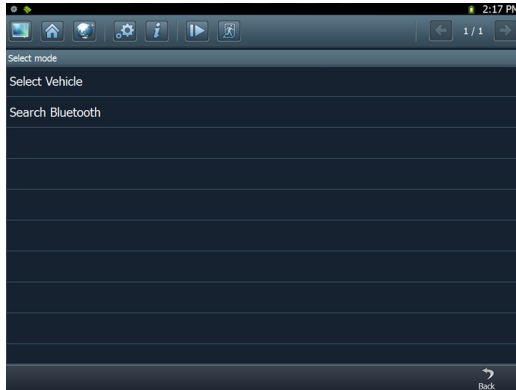 2:17 PM
1 / 1
Select mode
Select Vehicle
Search Bluetooth
Back